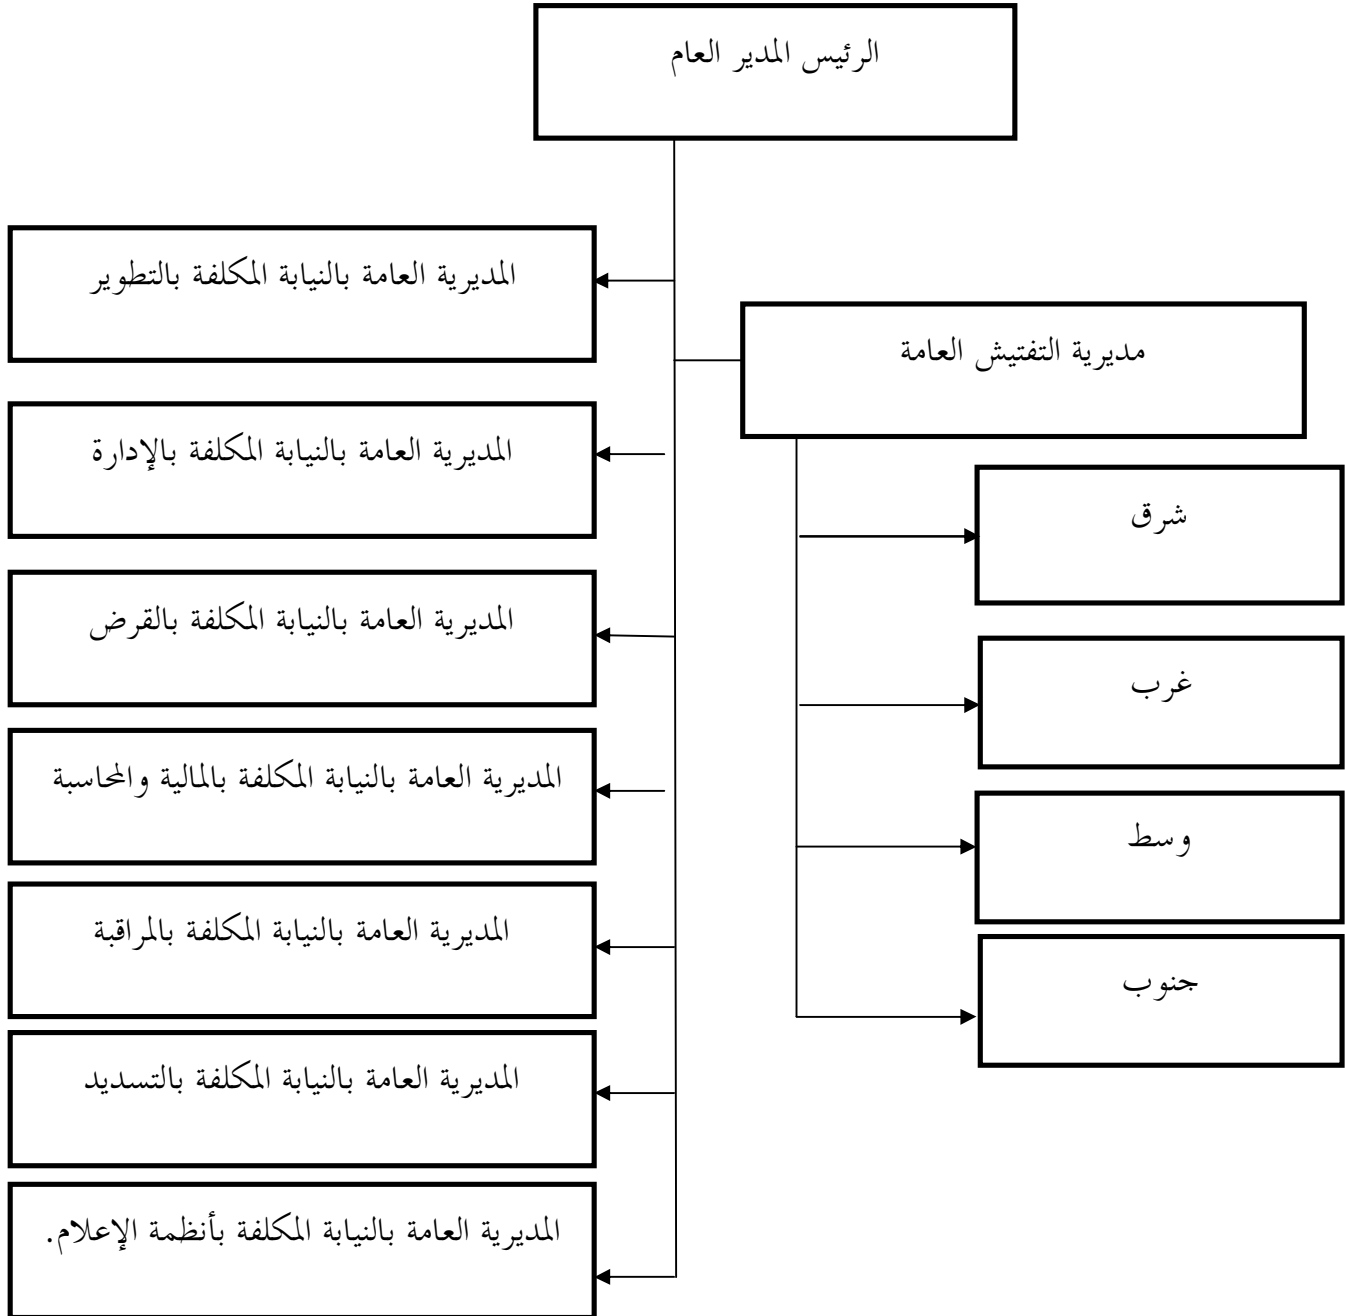 الرئيس المدير العام
المديرية العامة بالنيابة المكلفة بالتطوير
مديرية التفتيش العامة
المديرية العامة بالنيابة المكلفة بالإدارة
شرق
المديرية العامة بالنيابة المكلفة بالقرض
غرب
المديرية العامة بالنيابة المكلفة بالمالية والمحاسبة
وسط
المديرية العامة بالنيابة المكلفة بالمراقبة
جنوب
المديرية العامة بالنيابة المكلفة بالتسديد
المديرية العامة بالنيابة المكلفة بأنظمة الإعلام.